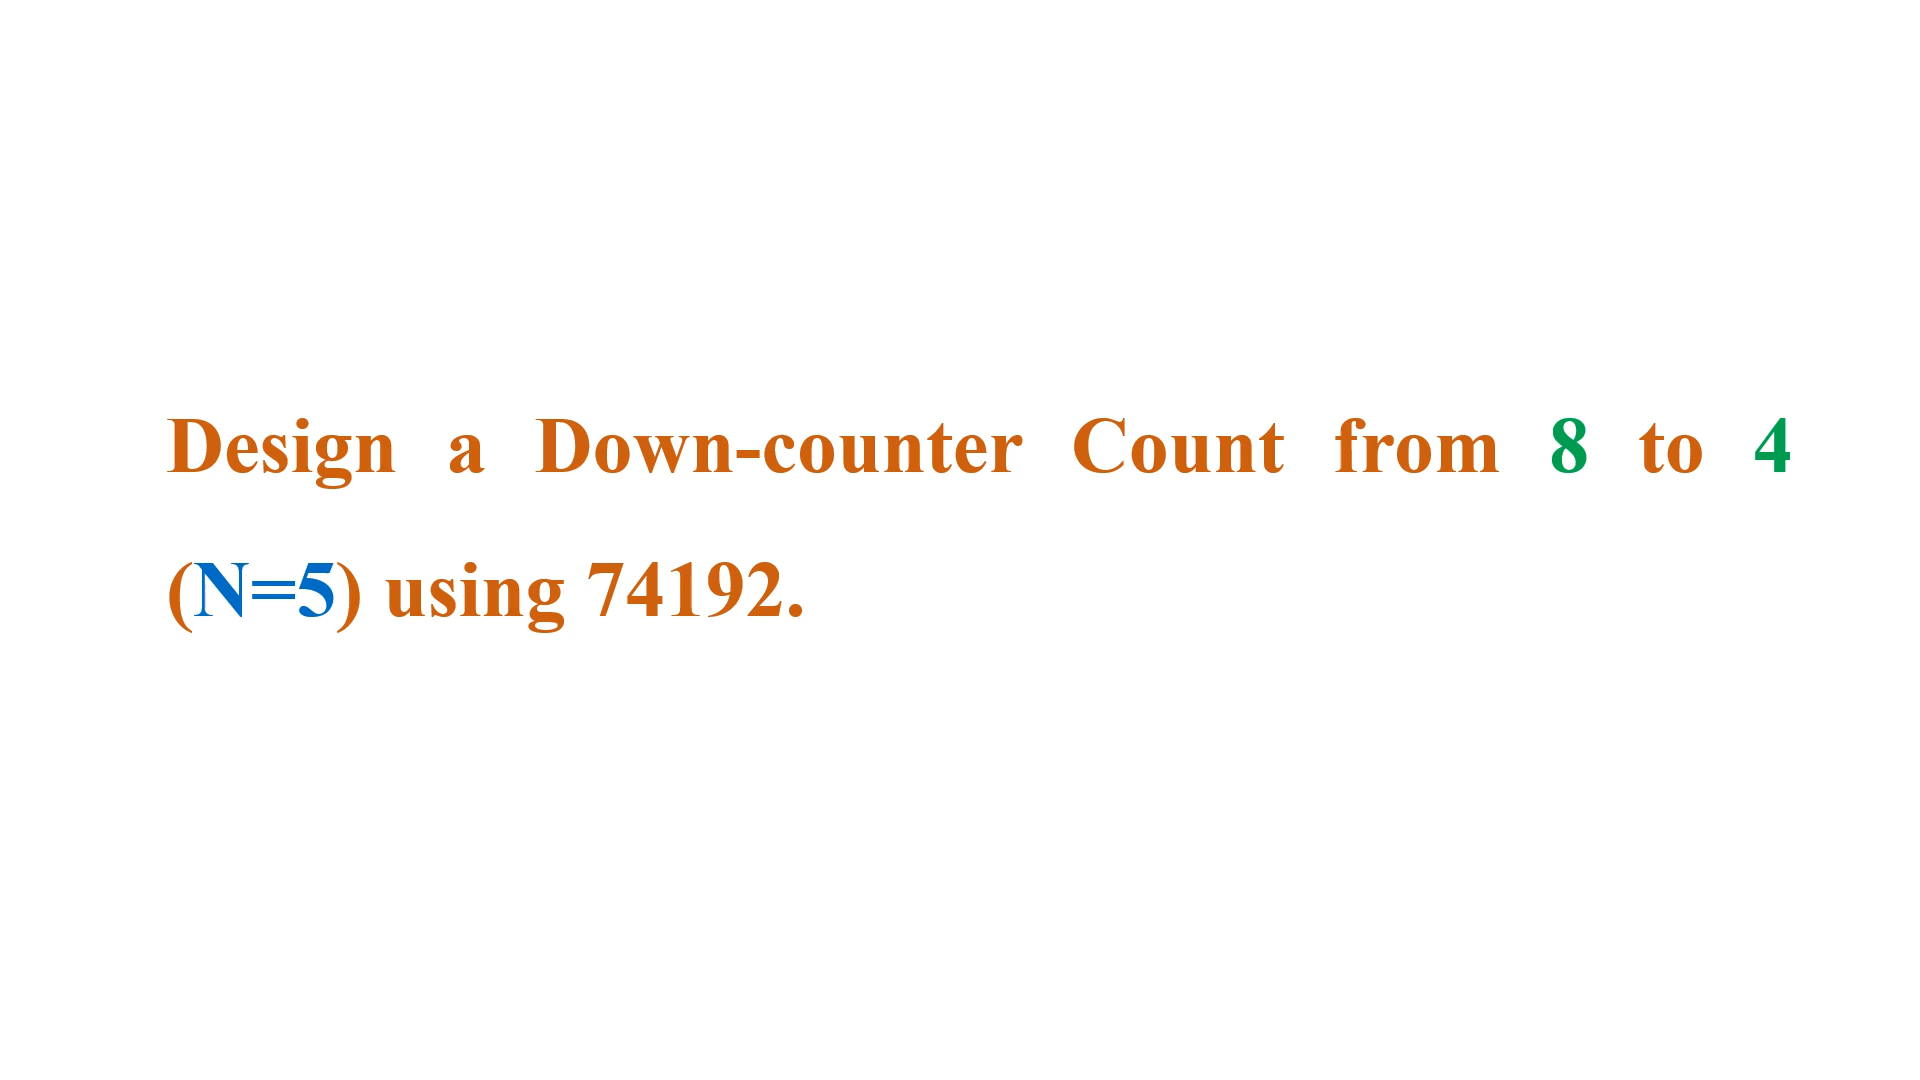 Design a Down-counter Count from 8 to 4
(N=5) using 74192.